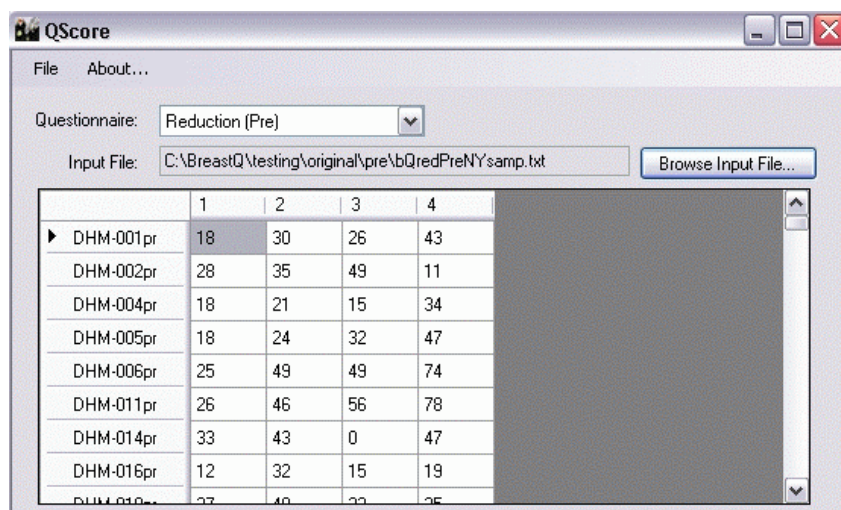 QScore
File About...
Questionnaire: Reduction (Pre)
Input File: C:\BreastQ\testing\original\pre\bQredPreNYsamp.txt Browse Input File...
1 2 3 4
DHM-001pr 18 30 26 43
DHM-002pr 28 35 49 11
DHM-004pr 18 21 15 34
DHM-005pr 18 24 32 47
DHM-006pr 25 49 49 74
DHM-011pr 26 46 56 78
DHM-014pr 33 43 0 47
DHM-016pr 12 32 15 19